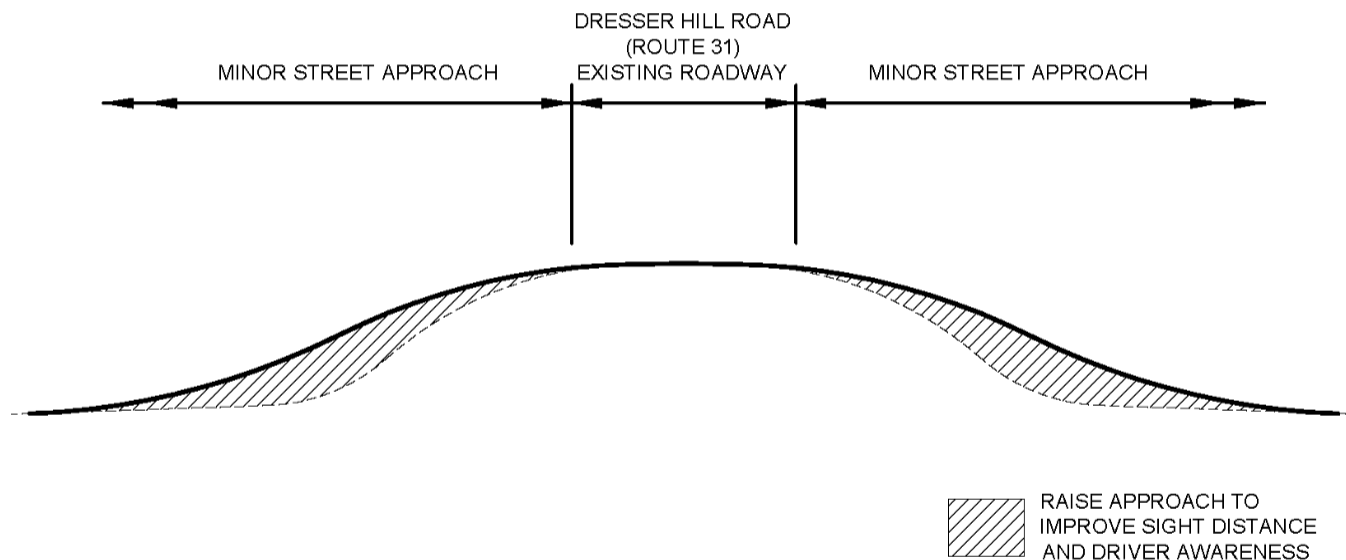 DRESSER HILL ROAD
(ROUTE 31)
MINOR STREET APPROACH
EXISTING ROADWAY
MINOR STREET APPROACH
RAISE APPROACH TO
IMPROVE SIGHT DISTANCE
AND DRIVER AWARENESS